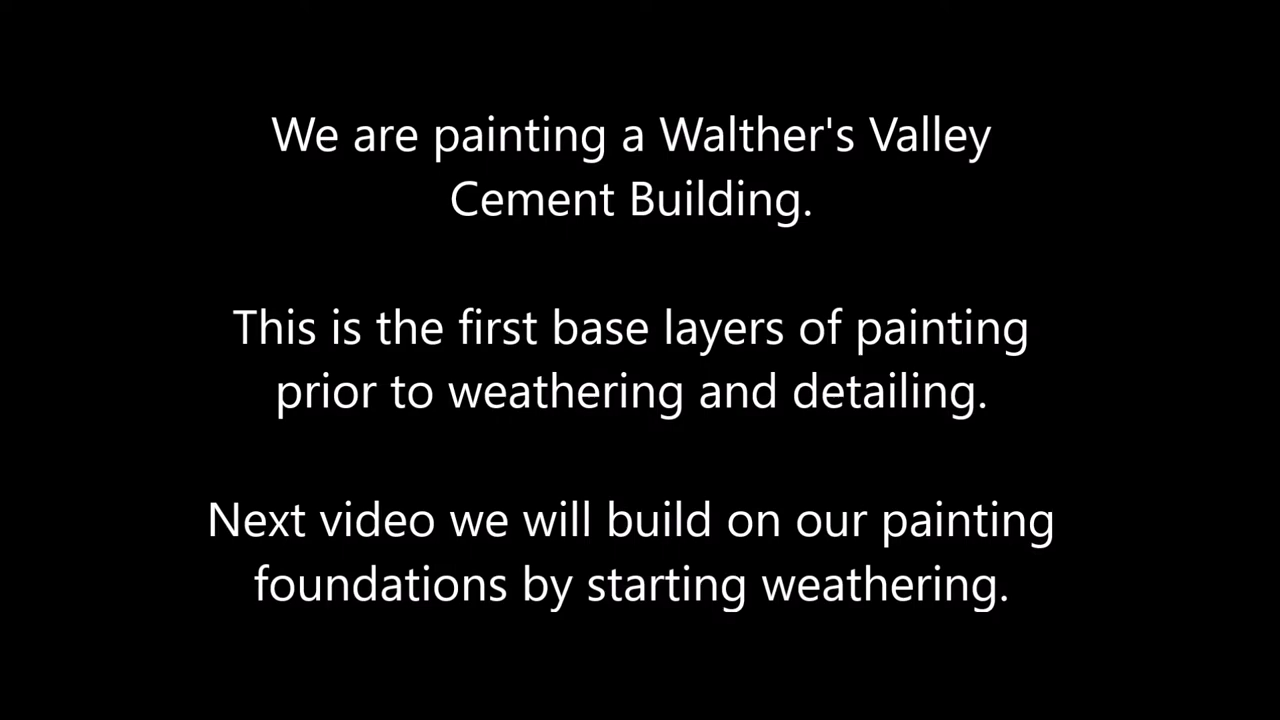 We are painting a Walther's Valley
Cement Building.
This is the first base layers of painting
prior to weathering and detailing.
Next video we will build on our painting
foundations by starting weathering.